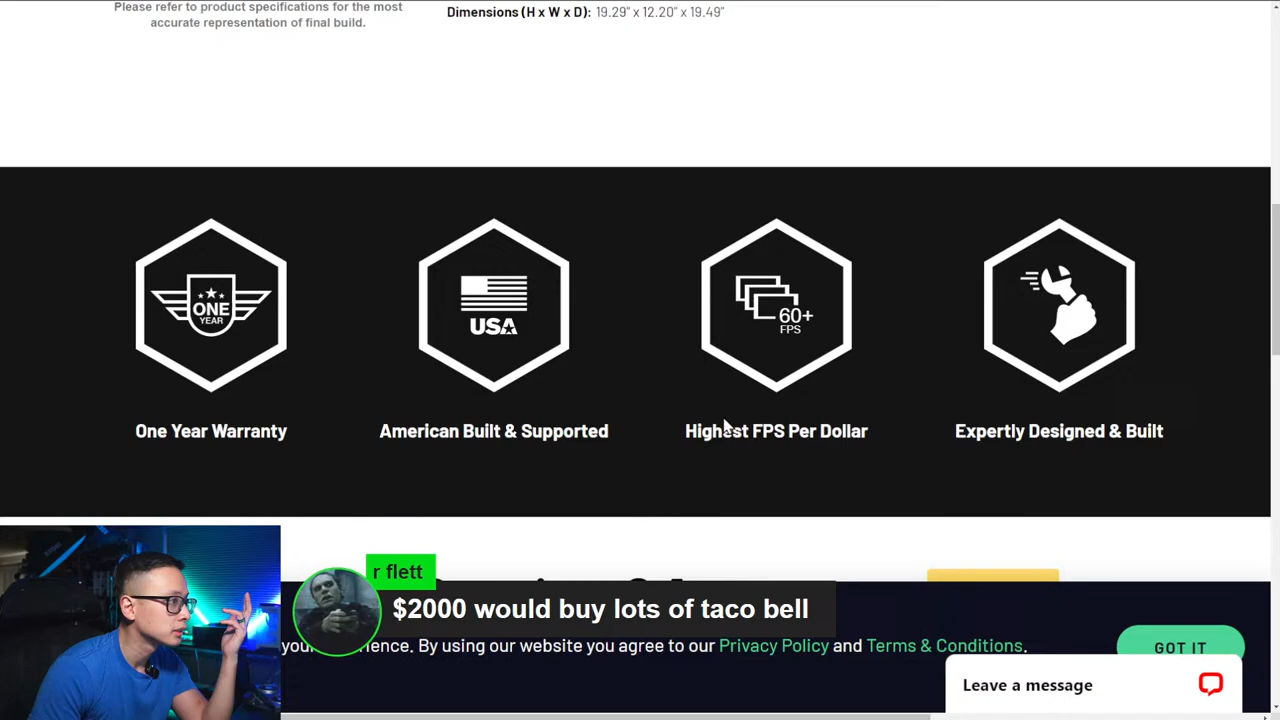 Please refer to product specifications for the most
accurate representation of final build.
Dimensions (H x W x D): 19.29" x 12.20" x 19.49"
ONE
YEAR
USA
60+
FPS
One Year Warranty
American Built & Supported
Highest FPS Per Dollar
Expertly Designed & Built
r flett
$2000 would buy lots of taco bell
By using our website you agree to our Privacy Policy and Terms & Conditions.
GOT IT
Leave a message